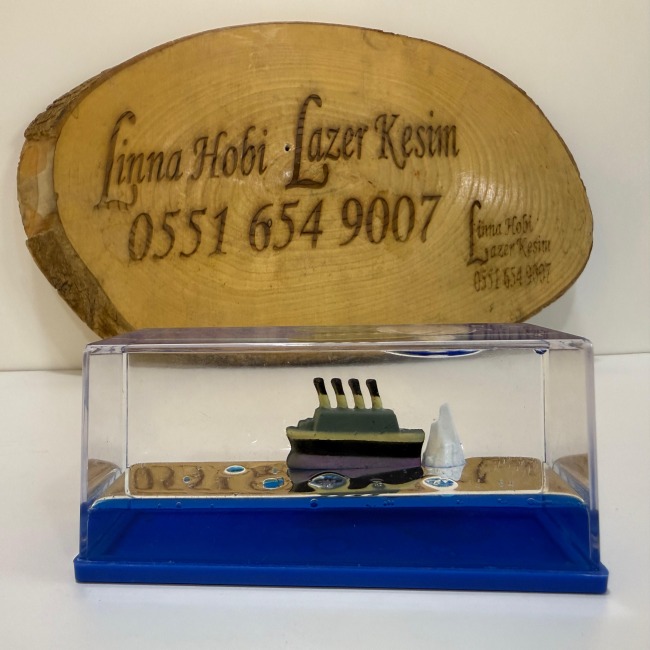 Linna Hobi Lazer Kesim
0551 654 9007
Linna Hobi
Lazer Kesim
0551 654 9007